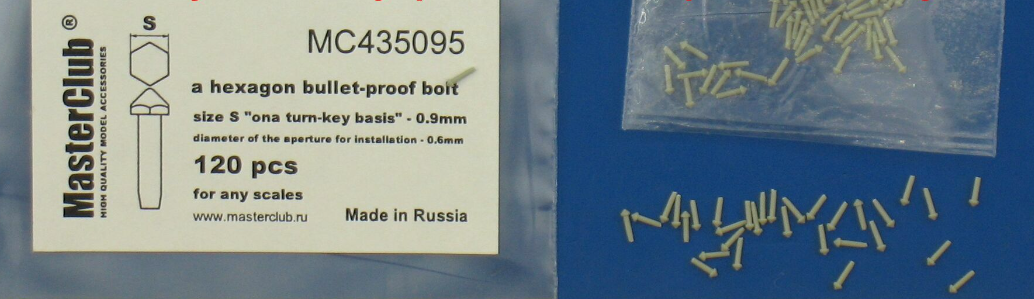 MasterClub ®
HIGH QUALITY MODEL ACCESSORIES
S
MC435095
a hexagon bullet-proof bolt
size S "ona turn-key basis" - 0.9mm
diameter of the aperture for installation - 0.6mm
120 pcs
for any scales
www.masterclub.ru
Made in Russia